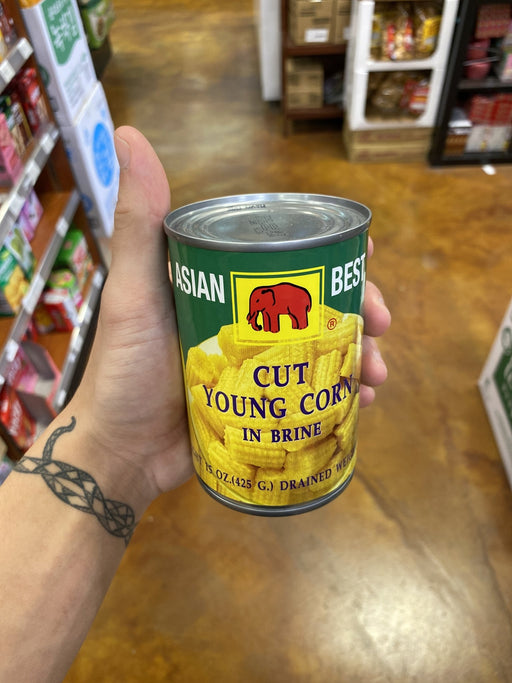 ASIAN BEST
®
CUT
YOUNG CORN
IN BRINE
15 OZ.(425 G.) DRAINED